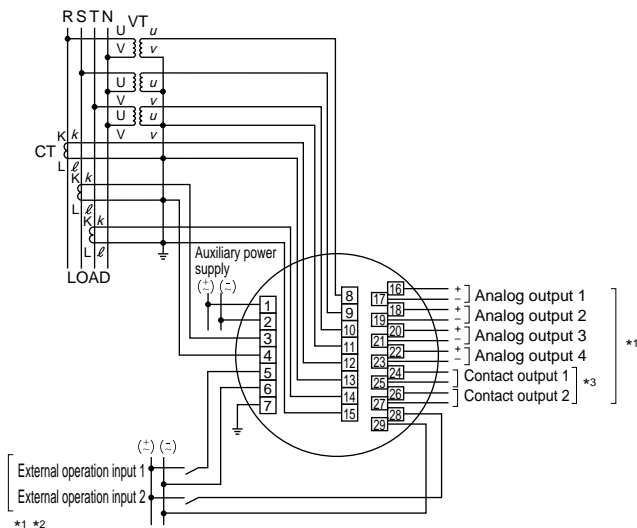 R S T N VT
U u
V v
U u
V v
U u
V v
K k
CT
L ℓ
K k
L ℓ
K k
L ℓ
LOAD
Auxiliary power
supply
(±) (−)
1
2
3
4
5
6
7
8
9
10
11
12
13
14
15
16
17
18
19
20
21
22
23
24
25
26
27
28
29
+
− Analog output 1
+
− Analog output 2
+
− Analog output 3
+
− Analog output 4
Contact output 1
Contact output 2
*3
*1
(±) (−)
External operation input 1
External operation input 2
*1 *2